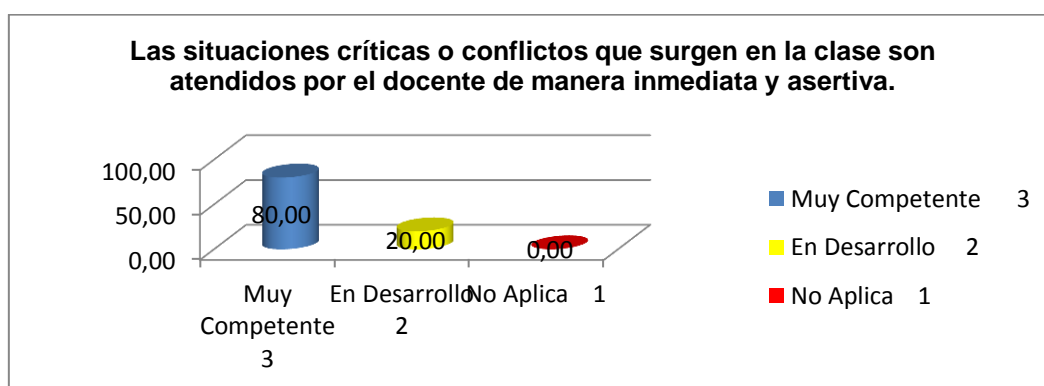 Las situaciones críticas o conflictos que surgen en la clase son
atendidos por el docente de manera inmediata y asertiva.
100,00
50,00
0,00
80,00
20,00
0,00
Muy
Competente
3
En Desarrollo
2
No Aplica 1
Muy Competente 3
En Desarrollo 2
No Aplica 1